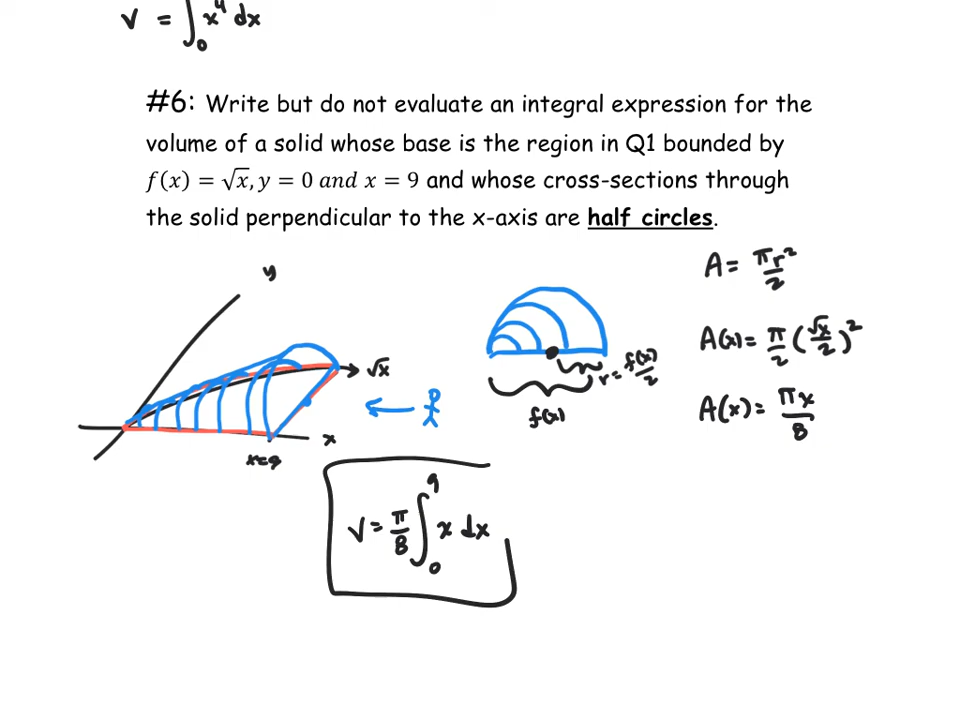 V = ∫₀ x⁴ dx
#6: Write but do not evaluate an integral expression for the
volume of a solid whose base is the region in Q1 bounded by
f(x) = √x, y = 0 and x = 9 and whose cross-sections through
the solid perpendicular to the x-axis are half circles.
y
√x
x
x=9
f(x)
r = f(x)/2
A = πr²/2
A(x) = π/2 (√x/2)²
A(x) = πx/8
V = π/8 ∫₀⁹ x dx